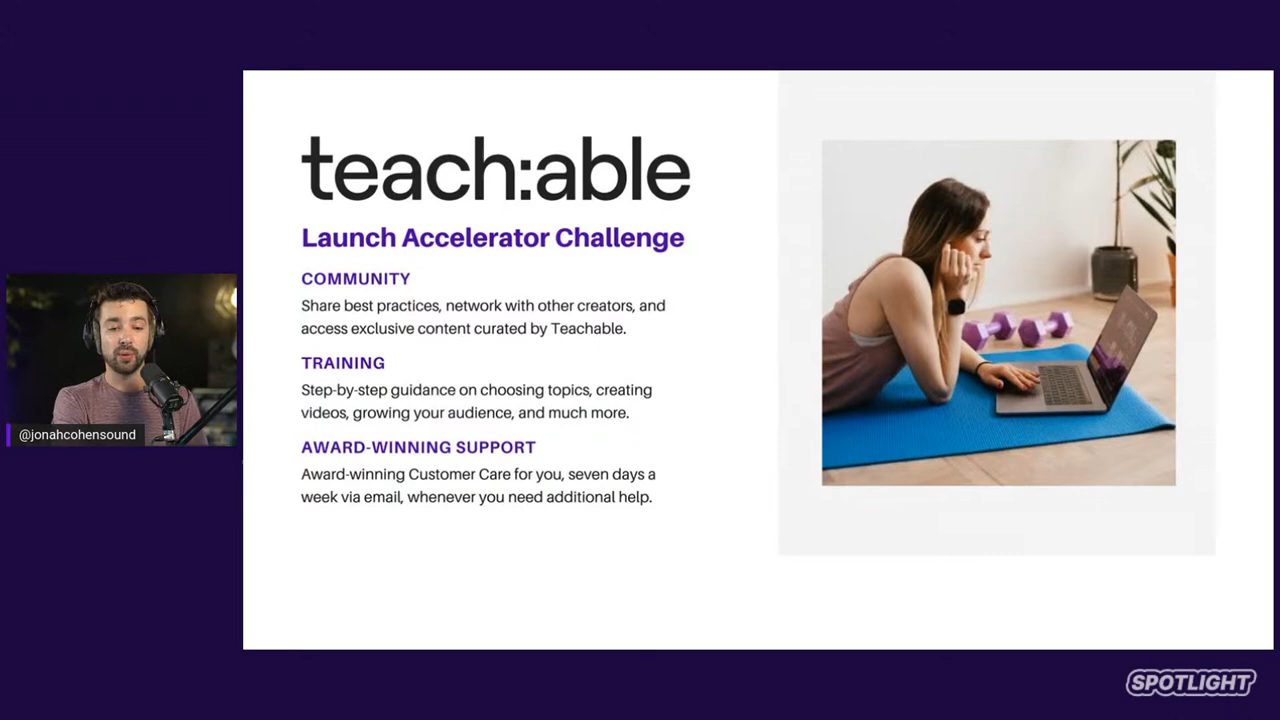 teach:able
Launch Accelerator Challenge
COMMUNITY
Share best practices, network with other creators, and
access exclusive content curated by Teachable.
TRAINING
Step-by-step guidance on choosing topics, creating
videos, growing your audience, and much more.
AWARD-WINNING SUPPORT
Award-winning Customer Care for you, seven days a
week via email, whenever you need additional help.
@jonahcohensound
SPOTLIGHT